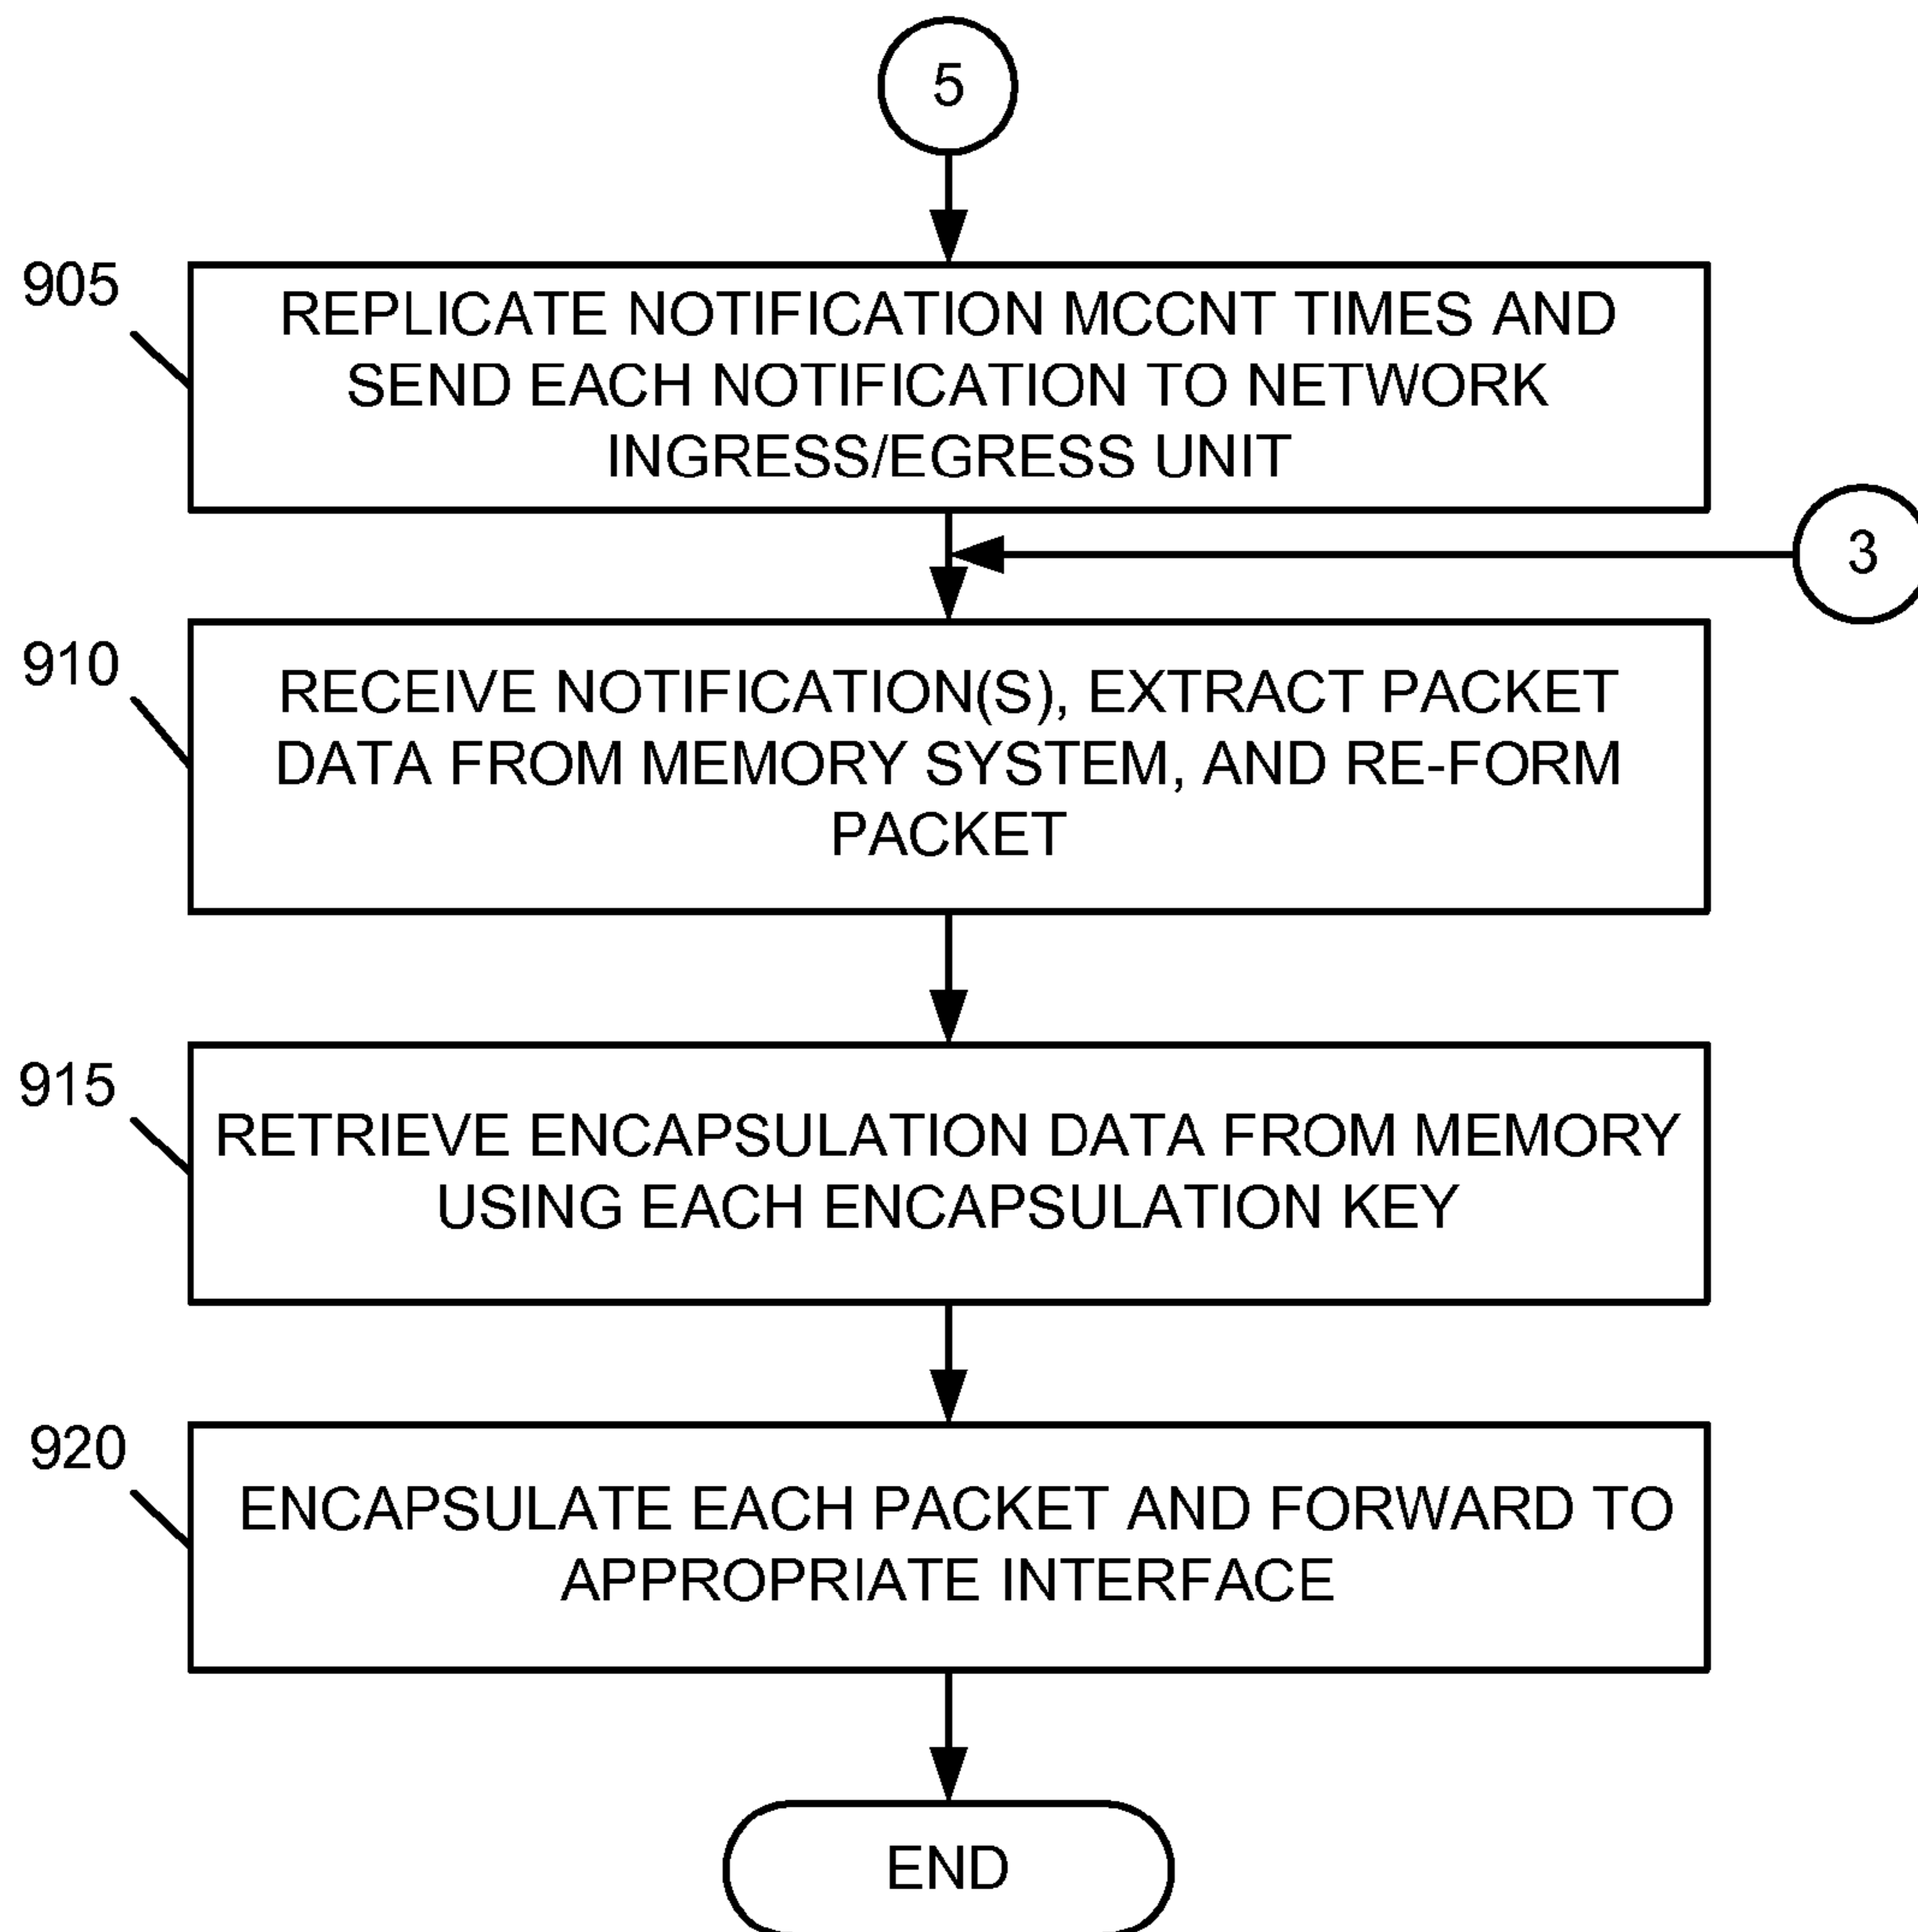 5
905
REPLICATE NOTIFICATION MCCNT TIMES AND
SEND EACH NOTIFICATION TO NETWORK
INGRESS/EGRESS UNIT
3
910
RECEIVE NOTIFICATION(S), EXTRACT PACKET
DATA FROM MEMORY SYSTEM, AND RE-FORM
PACKET
915
RETRIEVE ENCAPSULATION DATA FROM MEMORY
USING EACH ENCAPSULATION KEY
920
ENCAPSULATE EACH PACKET AND FORWARD TO
APPROPRIATE INTERFACE
END